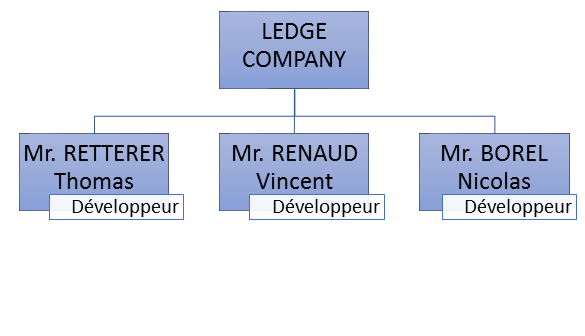 LEDGE
COMPANY
Mr. RETTERER
Thomas
Développeur
Mr. RENAUD
Vincent
Développeur
Mr. BOREL
Nicolas
Développeur